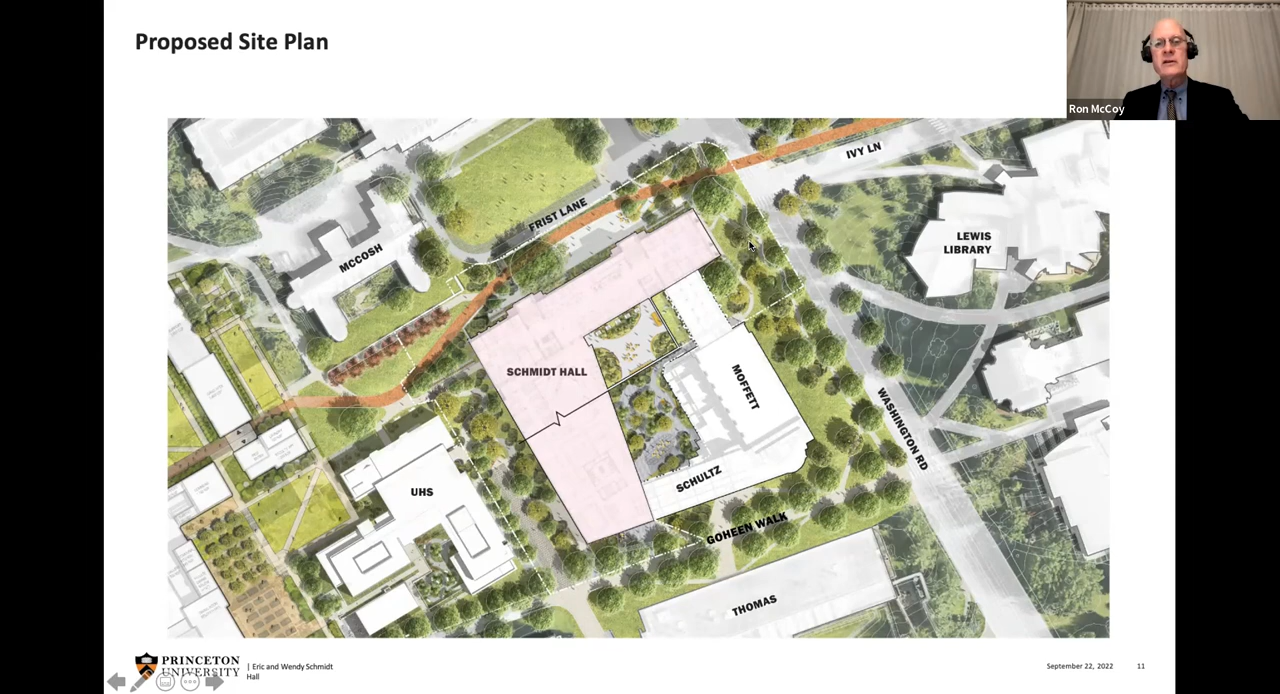 Proposed Site Plan
Ron McCoy
IVY LN
FRIST LANE
LEWIS
LIBRARY
MCCOSH
SCHMIDT HALL
MOFFETT
WASHINGTON RD
UHS
SCHULTZ
GOHEEN WALK
THOMAS
PRINCETON
UNIVERSITY
| Eric and Wendy Schmidt
Hall
September 22, 2022
11